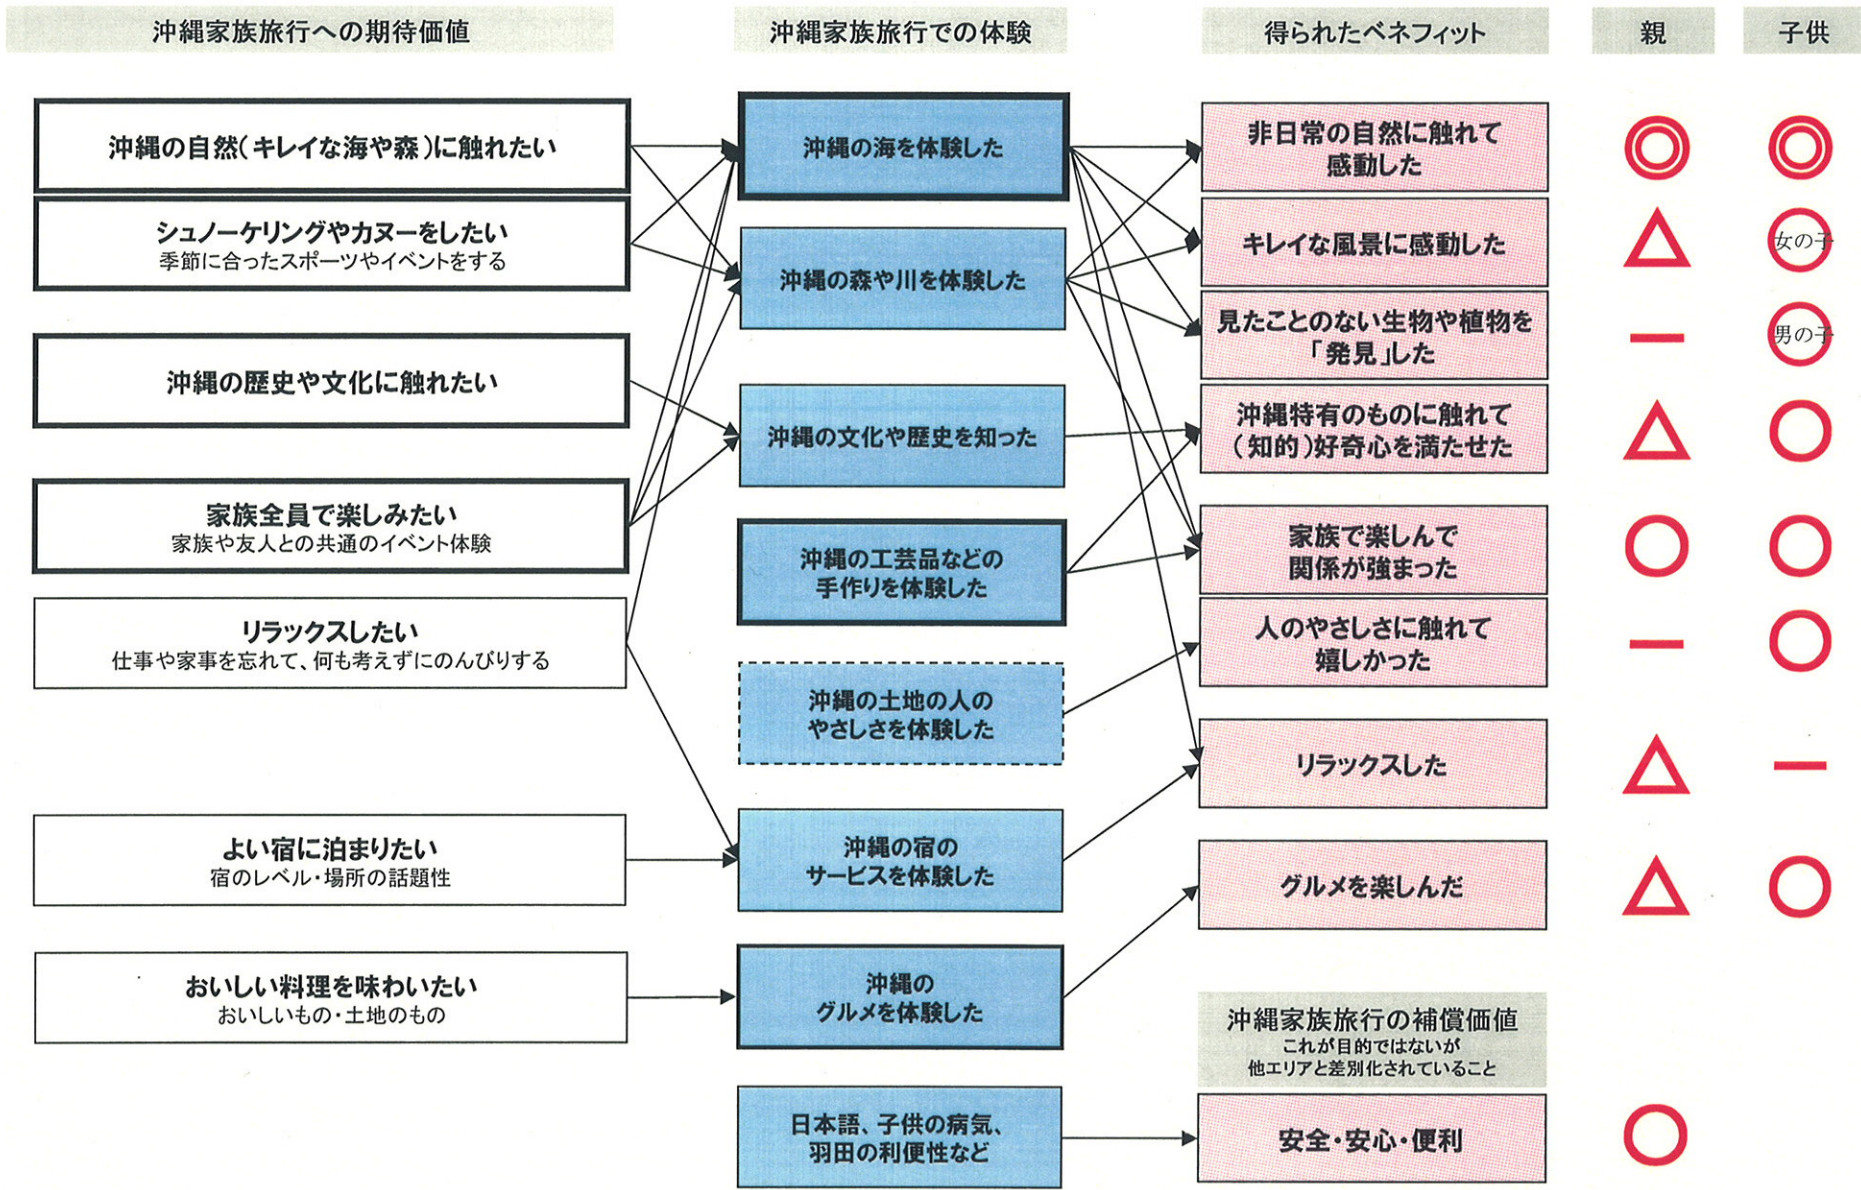 沖縄家族旅行への期待価値
沖縄家族旅行での体験
得られたベネフィット
親
子供
沖縄の自然(キレイな海や森)に触れたい
シュノーケリングやカヌーをしたい
季節に合ったスポーツやイベントをする
沖縄の歴史や文化に触れたい
家族全員で楽しみたい
家族や友人との共通のイベント体験
リラックスしたい
仕事や家事を忘れて、何も考えずにのんびりする
よい宿に泊まりたい
宿のレベル・場所の話題性
おいしい料理を味わいたい
おいしいもの・土地のもの
沖縄の海を体験した
沖縄の森や川を体験した
沖縄の文化や歴史を知った
沖縄の工芸品などの
手作りを体験した
沖縄の土地の人の
やさしさを体験した
沖縄の宿の
サービスを体験した
沖縄の
グルメを体験した
日本語、子供の病気、
羽田の利便性など
非日常の自然に触れて
感動した
キレイな風景に感動した
女の子
見たことのない生物や植物を
「発見」した
男の子
沖縄特有のものに触れて
(知的)好奇心を満たせた
家族で楽しんで
関係が強まった
人のやさしさに触れて
嬉しかった
リラックスした
グルメを楽しんだ
沖縄家族旅行の補償価値
これが目的ではないが
他エリアと差別化されていること
安全・安心・便利